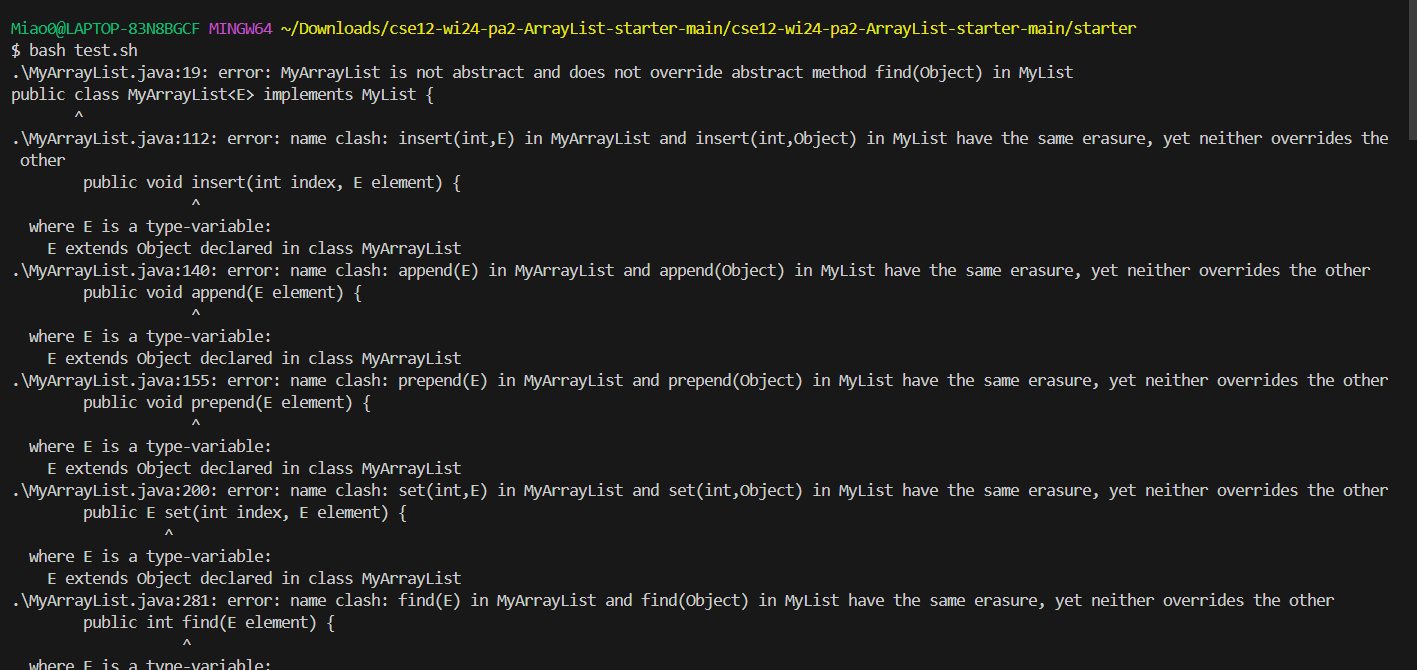 Miao0@LAPTOP-83N8BGCF MINGW64 ~/Downloads/cse12-wi24-pa2-ArrayList-starter-main/cse12-wi24-pa2-ArrayList-starter-main/starter
$ bash test.sh
.\MyArrayList.java:19: error: MyArrayList is not abstract and does not override abstract method find(Object) in MyList
public class MyArrayList<E> implements MyList {
       ^
.\MyArrayList.java:112: error: name clash: insert(int,E) in MyArrayList and insert(int,Object) in MyList have the same erasure, yet neither overrides the
 other
        public void insert(int index, E element) {
                    ^
  where E is a type-variable:
    E extends Object declared in class MyArrayList
.\MyArrayList.java:140: error: name clash: append(E) in MyArrayList and append(Object) in MyList have the same erasure, yet neither overrides the other
        public void append(E element) {
                    ^
  where E is a type-variable:
    E extends Object declared in class MyArrayList
.\MyArrayList.java:155: error: name clash: prepend(E) in MyArrayList and prepend(Object) in MyList have the same erasure, yet neither overrides the other
        public void prepend(E element) {
                    ^
  where E is a type-variable:
    E extends Object declared in class MyArrayList
.\MyArrayList.java:200: error: name clash: set(int,E) in MyArrayList and set(int,Object) in MyList have the same erasure, yet neither overrides the other
        public E set(int index, E element) {
                 ^
  where E is a type-variable:
    E extends Object declared in class MyArrayList
.\MyArrayList.java:281: error: name clash: find(E) in MyArrayList and find(Object) in MyList have the same erasure, yet neither overrides the other
        public int find(E element) {
                   ^
  where E is a type-variable: